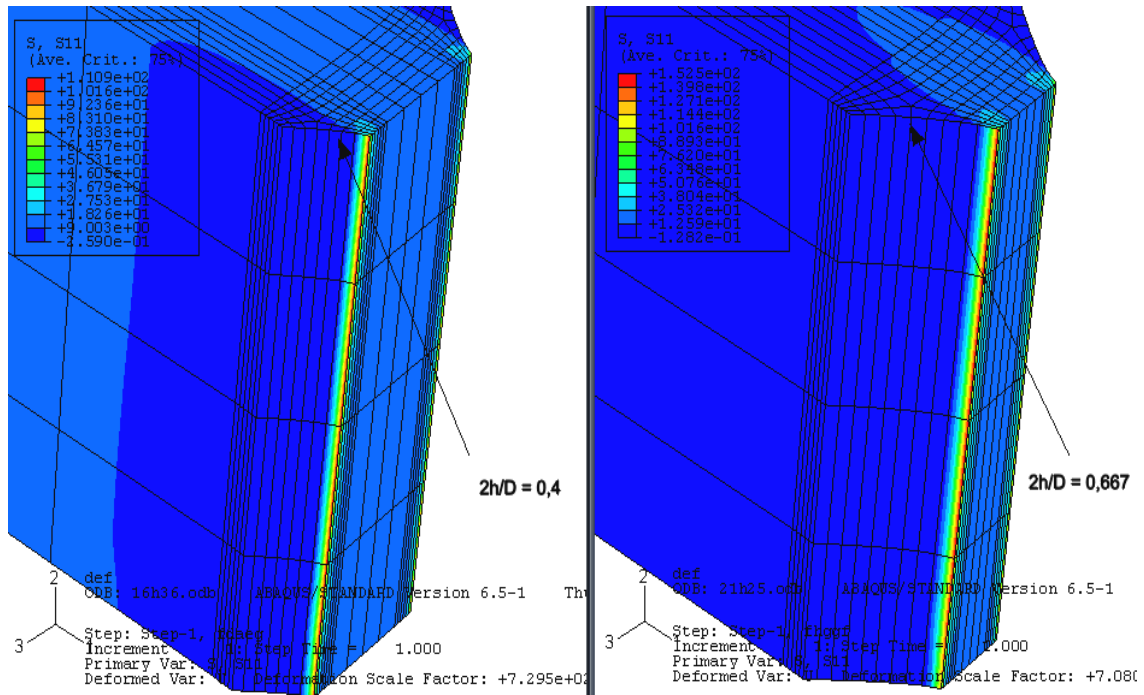 S, S11
(Ave. Crit.: 75%)
+1.109e+02
+1.016e+02
+9.236e+01
+8.310e+01
+7.383e+01
+6.457e+01
+5.531e+01
+4.605e+01
+3.679e+01
+2.753e+01
+1.826e+01
+9.003e+00
-2.590e-01
2h/D = 0,4
2
3
def
ODB: 16h36.odb ABAQUS/STANDARD Version 6.5-1 Thu
Step: Step-1,
Increment 1: Step Time = 1.000
Primary Var: S, S11
Deformed Var: U Deformation Scale Factor: +7.295e+02
S, S11
(Ave. Crit.: 75%)
+1.525e+02
+1.398e+02
+1.271e+02
+1.144e+02
+1.016e+02
+8.893e+01
+7.620e+01
+6.348e+01
+5.076e+01
+3.804e+01
+2.532e+01
+1.259e+01
-1.282e-01
2h/D = 0,667
2
3
def
ODB: 21h25.odb ABAQUS/STANDARD Version 6.5-1
Step: Step-1, fhggf
Increment 1: Step Time = 1.000
Primary Var: S, S11
Deformed Var: U Deformation Scale Factor: +7.080